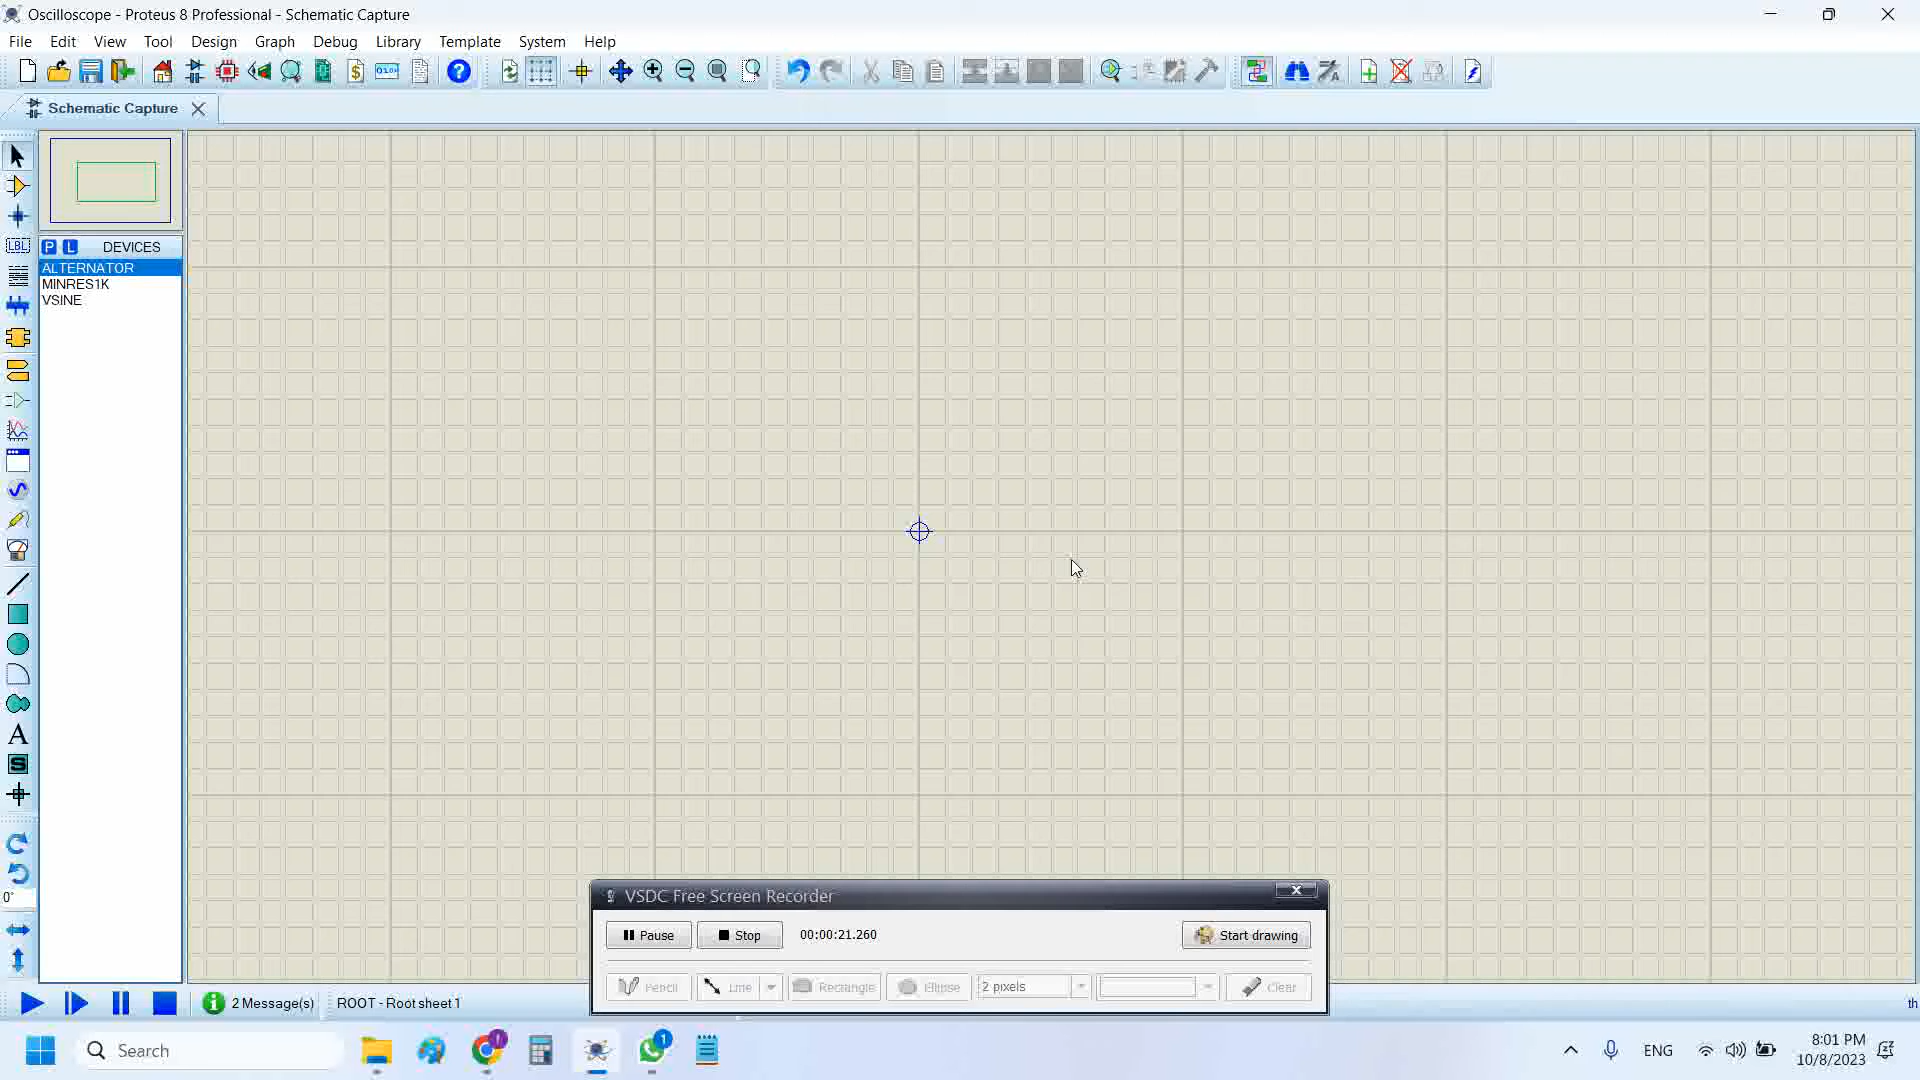 Oscilloscope - Proteus 8 Professional - Schematic Capture
File Edit View Tool Design Graph Debug Library Template System Help
Schematic Capture
P L DEVICES
ALTERNATOR
MINRES1K
VSINE
LBL
A
S
0°
VSDC Free Screen Recorder
Pause Stop 00:00:21.260 Start drawing
Pencil Line Rectangle Ellipse 2 pixels Clear
2 Message(s) ROOT - Root sheet 1 th
Search
1
ENG
8:01 PM
10/8/2023